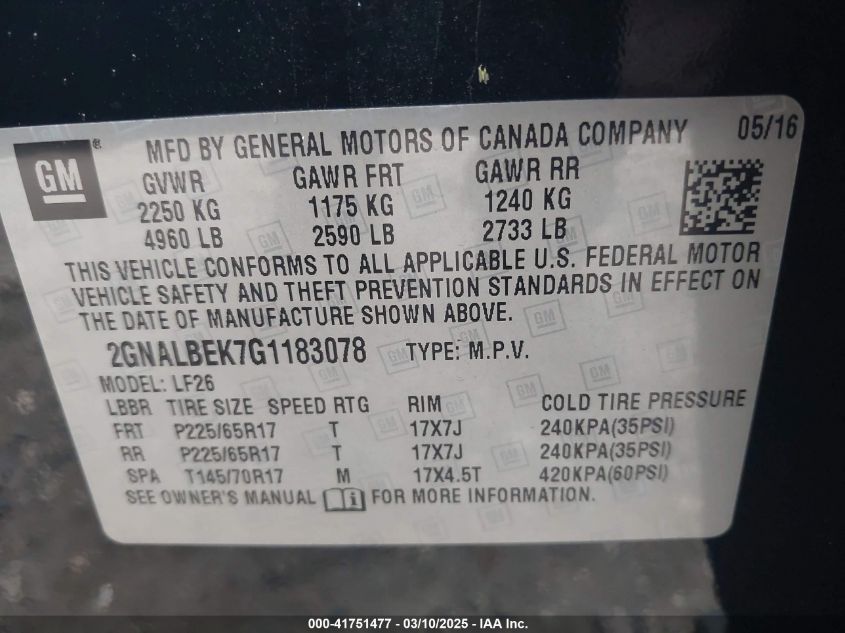 GM
®
MFD BY GENERAL MOTORS OF CANADA COMPANY 05/16
GVWR GAWR FRT GAWR RR
2250 KG 1175 KG 1240 KG
4960 LB 2590 LB 2733 LB
THIS VEHICLE CONFORMS TO ALL APPLICABLE U.S. FEDERAL MOTOR
VEHICLE SAFETY AND THEFT PREVENTION STANDARDS IN EFFECT ON
THE DATE OF MANUFACTURE SHOWN ABOVE.
2GNALBEK7G1183078 TYPE: M.P.V.
MODEL: LF26
LBBR TIRE SIZE SPEED RTG RIM COLD TIRE PRESSURE
FRT P225/65R17 T 17X7J 240KPA(35PSI)
RR P225/65R17 T 17X7J 240KPA(35PSI)
SPA T145/70R17 M 17X4.5T 420KPA(60PSI)
SEE OWNER'S MANUAL i FOR MORE INFORMATION.
000-41751477 - 03/10/2025 - IAA Inc.